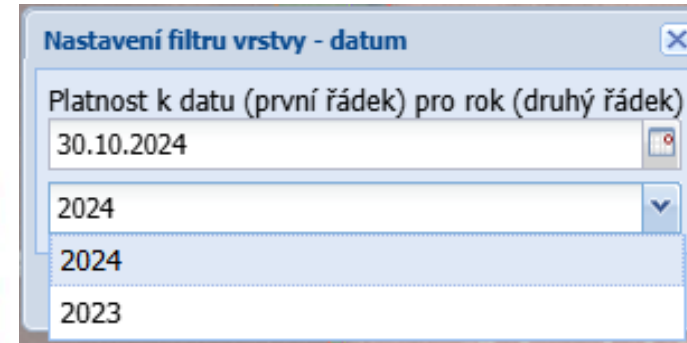 Nastavení filtru vrstvy - datum
Platnost k datu (první řádek) pro rok (druhý řádek)
30.10.2024
2024
2024
2023